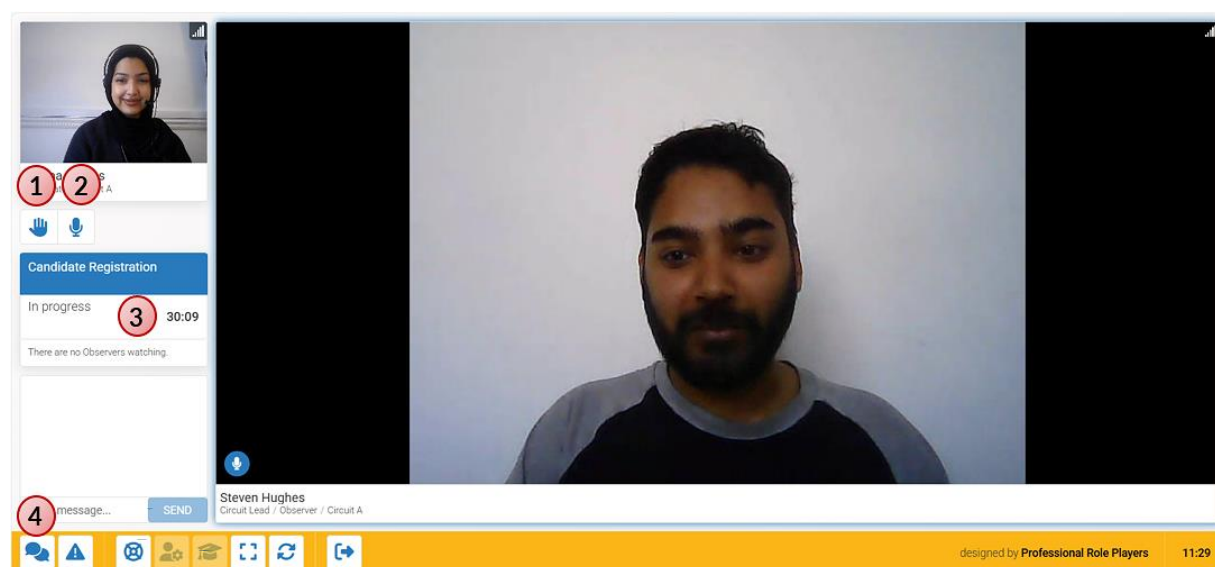 1
2
Candidate Registration
In progress
3
30:09
There are no Observers watching.
4
message...
SEND
Steven Hughes
Circuit Lead / Observer / Circuit A
designed by Professional Role Players
11:29